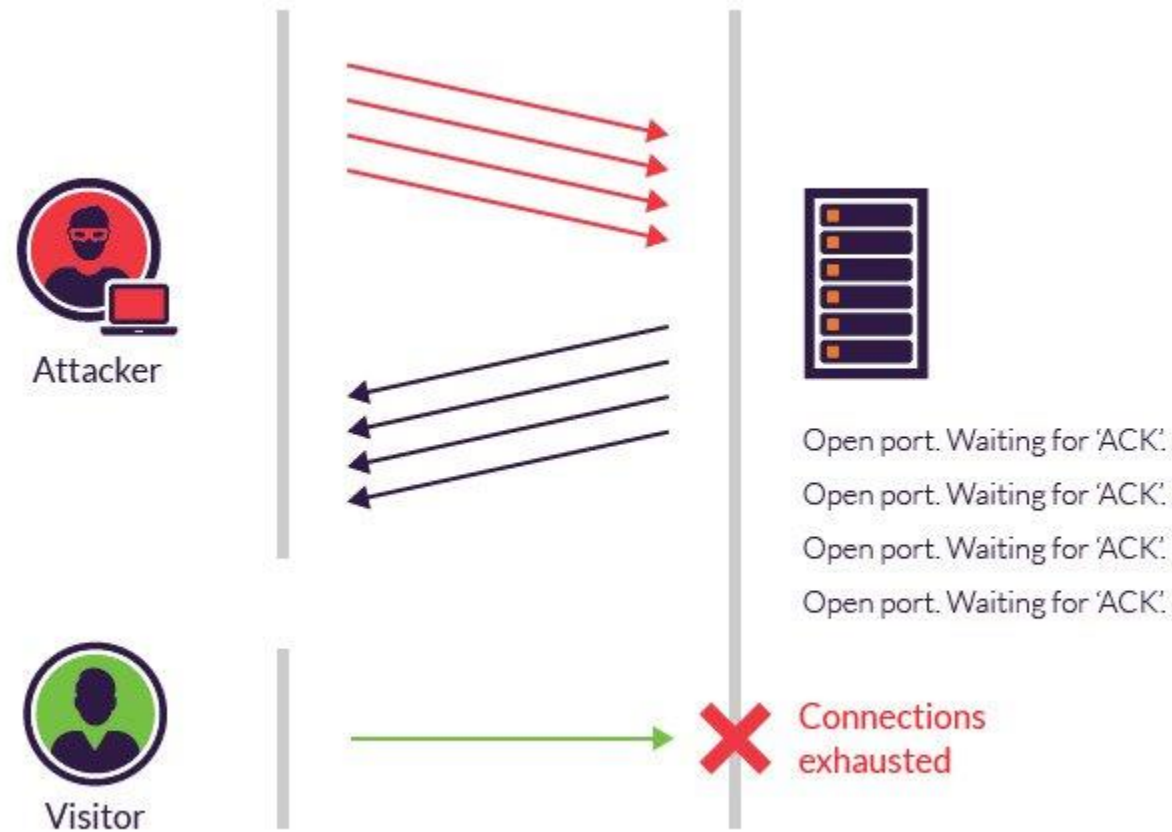 Attacker
Open port. Waiting for ‘ACK’.
Open port. Waiting for ‘ACK’.
Open port. Waiting for ‘ACK’.
Open port. Waiting for ‘ACK’.
Visitor
Connections
exhausted